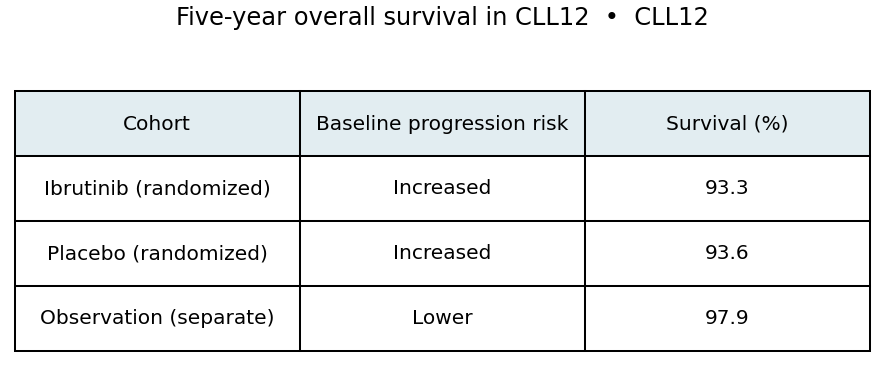 Five-year overall survival in CLL12 • CLL12
Cohort Baseline progression risk Survival (%)
Ibrutinib (randomized) Increased 93.3
Placebo (randomized) Increased 93.6
Observation (separate) Lower 97.9